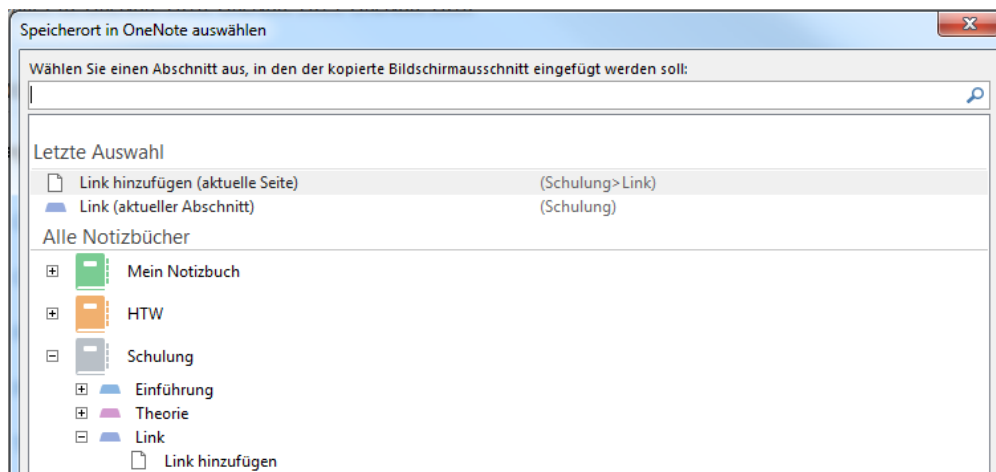 Speicherort in OneNote auswählen
Wählen Sie einen Abschnitt aus, in den der kopierte Bildschirmausschnitt eingefügt werden soll:
Letzte Auswahl
Link hinzufügen (aktuelle Seite) (Schulung>Link)
Link (aktueller Abschnitt) (Schulung)
Alle Notizbücher
Mein Notizbuch
HTW
Schulung
Einführung
Theorie
Link
Link hinzufügen